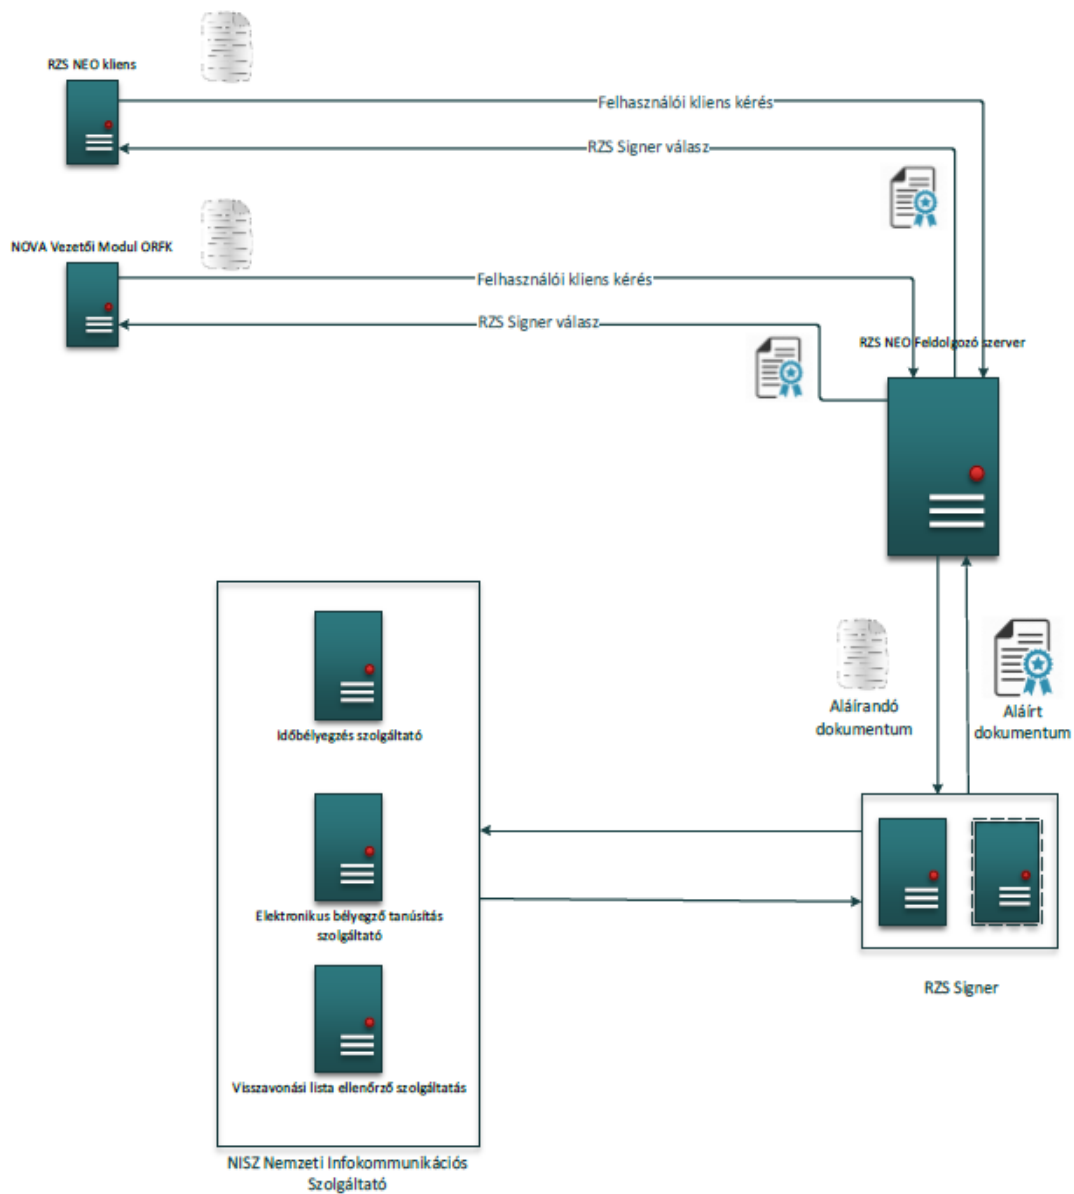 RZS NEO kliens
Felhasználói kliens kérés
RZS Signer válasz
NOVA Vezetői Modul ORFK
Felhasználói kliens kérés
RZS Signer válasz
RZS NEO Feldolgozó szerver
Aláírandó
dokumentum
Aláírt
dokumentum
Időbélyegzés szolgáltató
Elektronikus bélyegző tanúsítás
szolgáltató
RZS Signer
Visszavonási lista ellenőrző szolgáltatás
NISZ Nemzeti Infokommunikációs
Szolgáltató